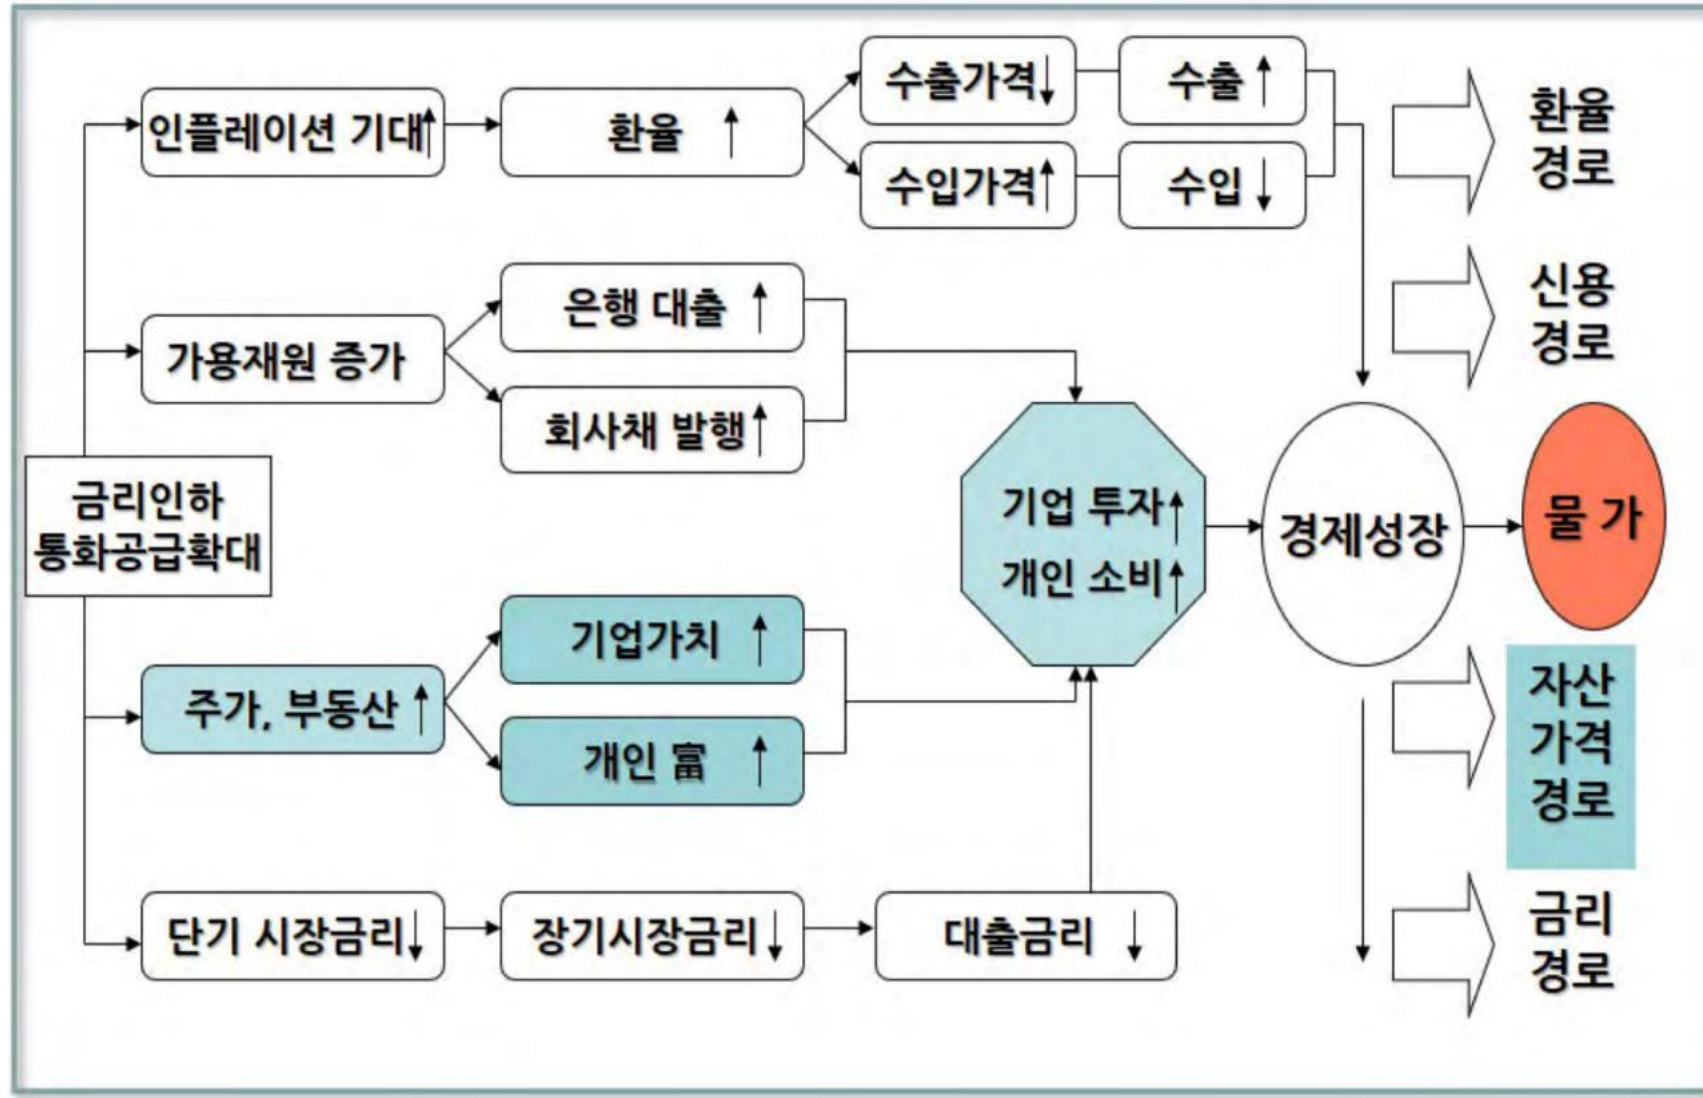 인플레이션 기대↑
환율 ↑
수출가격↓
수출↑
수입가격↑
수입↓
환율
경로
가용재원 증가
은행 대출 ↑
회사채 발행↑
신용
경로
금리인하
통화공급확대
기업 투자↑
개인 소비↑
경제성장
물 가
주가, 부동산↑
기업가치 ↑
개인 富 ↑
자산
가격
경로
단기 시장금리↓
장기시장금리↓
대출금리 ↓
금리
경로